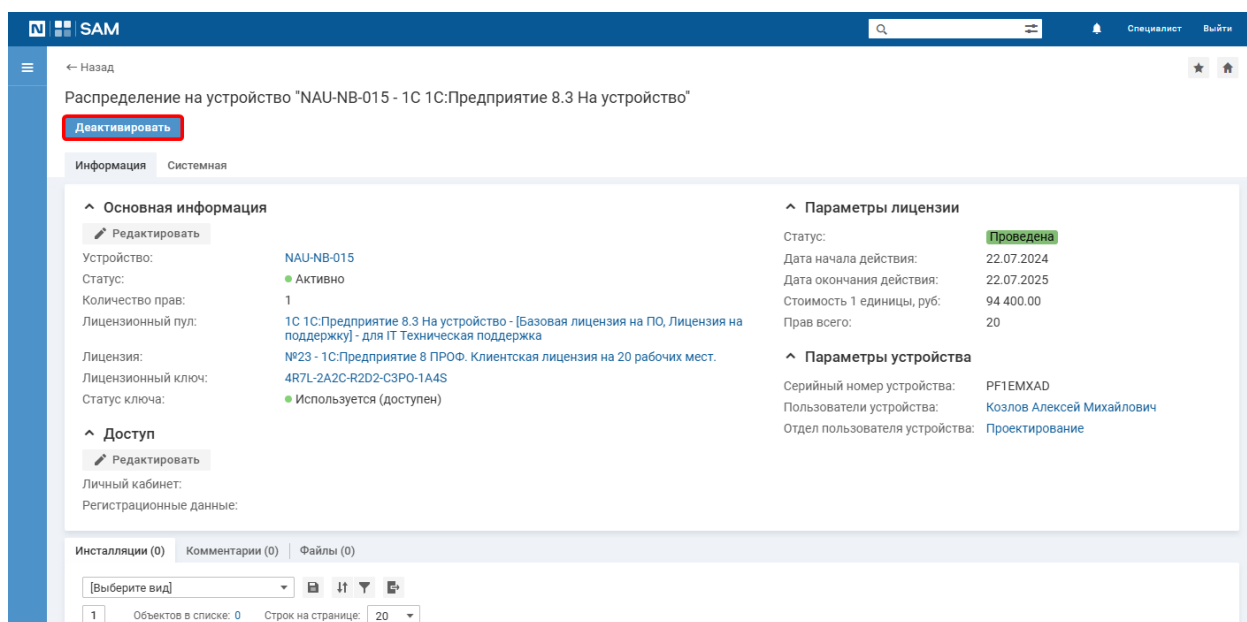 N SAM Специалист Выйти
← Назад
Распределение на устройство "NAU-NB-015 - 1С 1С:Предприятие 8.3 На устройство"
Деактивировать
Информация Системная
Основная информация
Редактировать
Устройство: NAU-NB-015
Статус: Активно
Количество прав: 1
Лицензионный пул: 1С 1С:Предприятие 8.3 На устройство - [Базовая лицензия на ПО, Лицензия на
поддержку] - для IT Техническая поддержка
Лицензия: №23 - 1С:Предприятие 8 ПРОФ. Клиентская лицензия на 20 рабочих мест.
Лицензионный ключ: 4R7L-2A2C-R2D2-C3PO-1A4S
Статус ключа: Используется (доступен)
Доступ
Редактировать
Личный кабинет:
Регистрационные данные:
Параметры лицензии
Статус: Проведена
Дата начала действия: 22.07.2024
Дата окончания действия: 22.07.2025
Стоимость 1 единицы, руб: 94 400.00
Прав всего: 20
Параметры устройства
Серийный номер устройства: PF1EMXAD
Пользователи устройства: Козлов Алексей Михайлович
Отдел пользователя устройства: Проектирование
Инсталляции (0) Комментарии (0) Файлы (0)
[Выберите вид]
1 Объектов в списке: 0 Строк на странице: 20